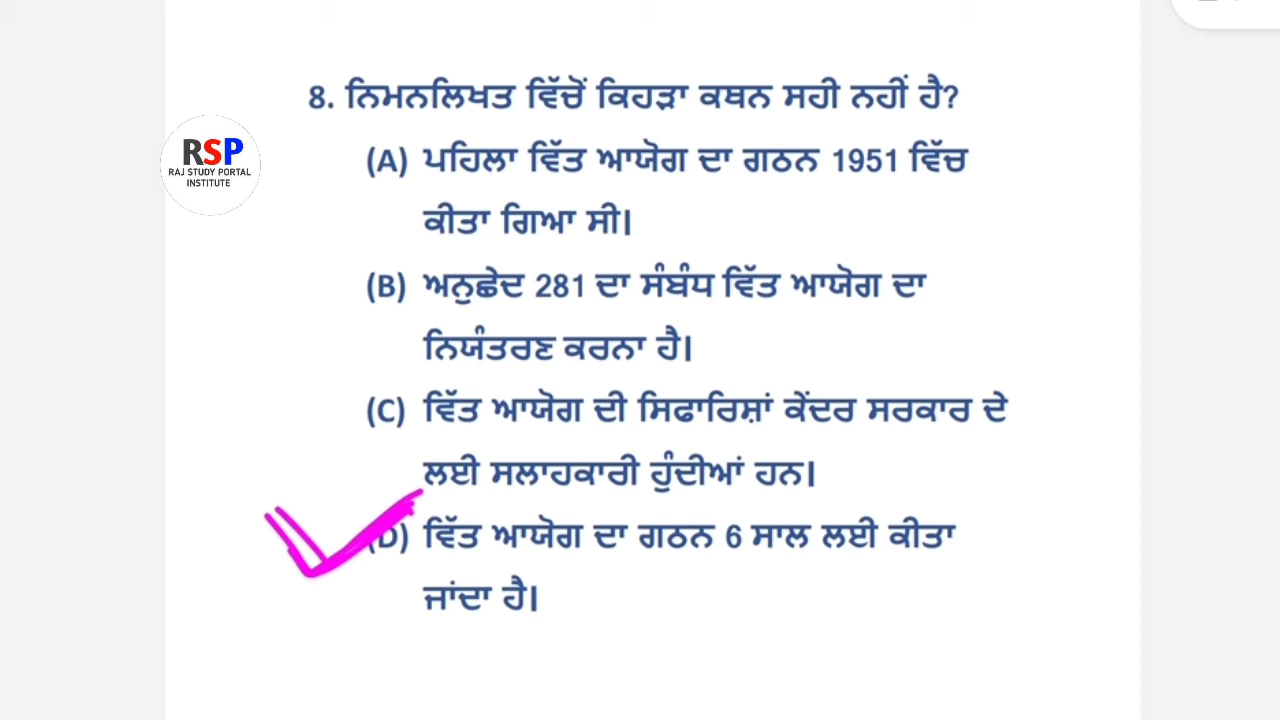 8. ਨਿਮਨਲਿਖਤ ਵਿੱਚੋਂ ਕਿਹੜਾ ਕਥਨ ਸਹੀ ਨਹੀਂ ਹੈ?
RSP
RAJ STUDY PORTAL
INSTITUTE
(A) ਪਹਿਲਾ ਵਿੱਤ ਆਯੋਗ ਦਾ ਗਠਨ 1951 ਵਿੱਚ
ਕੀਤਾ ਗਿਆ ਸੀ।
(B) ਅਨੁਛੇਦ 281 ਦਾ ਸੰਬੰਧ ਵਿੱਤ ਆਯੋਗ ਦਾ
ਨਿਯੰਤਰਣ ਕਰਨਾ ਹੈ।
(C) ਵਿੱਤ ਆਯੋਗ ਦੀ ਸਿਫਾਰਿਸ਼ਾਂ ਕੇਂਦਰ ਸਰਕਾਰ ਦੇ
ਲਈ ਸਲਾਹਕਾਰੀ ਹੁੰਦੀਆਂ ਹਨ।
(D) ਵਿੱਤ ਆਯੋਗ ਦਾ ਗਠਨ 6 ਸਾਲ ਲਈ ਕੀਤਾ
ਜਾਂਦਾ ਹੈ।